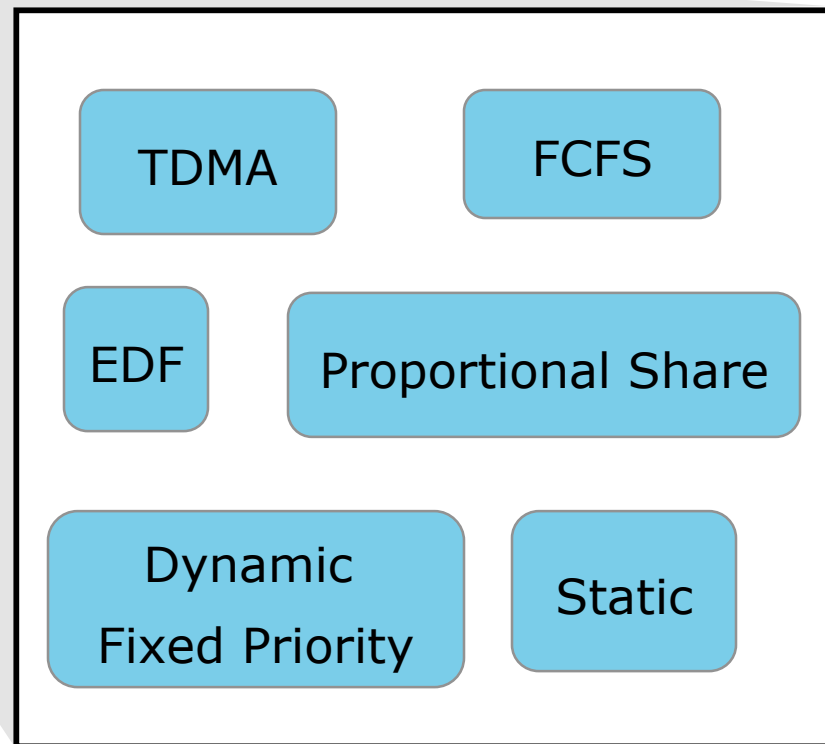 TDMA
FCFS
EDF
Proportional Share
Dynamic
Fixed Priority
Static